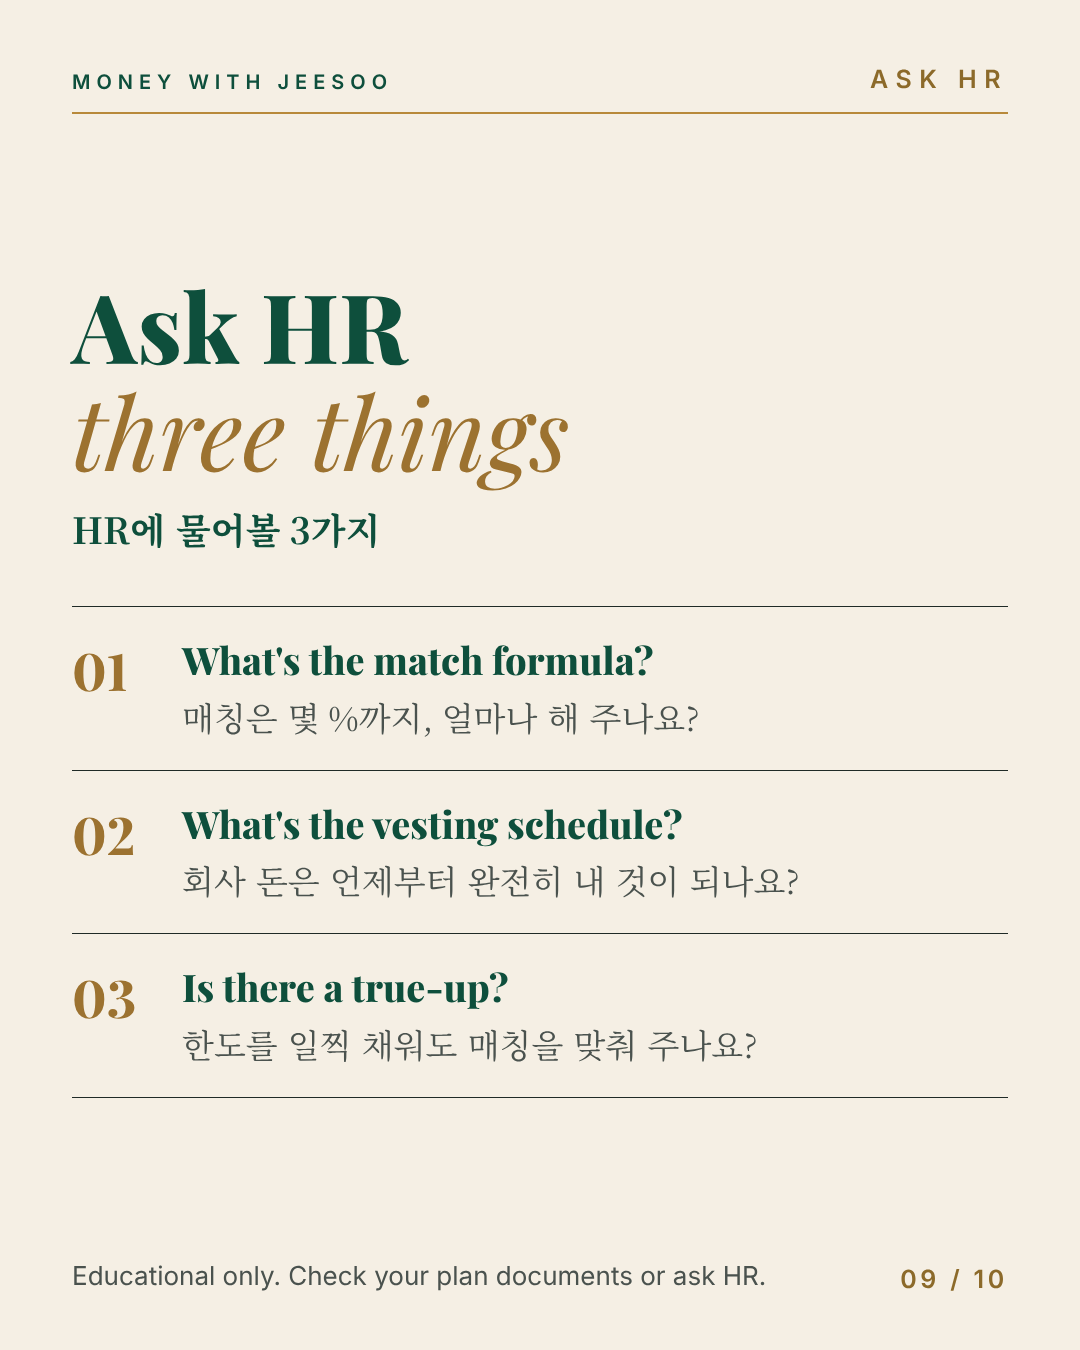 MONEY WITH JEESOO
ASK HR
Ask HR
three things
HR에 물어볼 3가지
01
What's the match formula?
매칭은 몇 %까지, 얼마나 해 주나요?
02
What's the vesting schedule?
회사 돈은 언제부터 완전히 내 것이 되나요?
03
Is there a true-up?
한도를 일찍 채워도 매칭을 맞춰 주나요?
Educational only. Check your plan documents or ask HR.
09 / 10